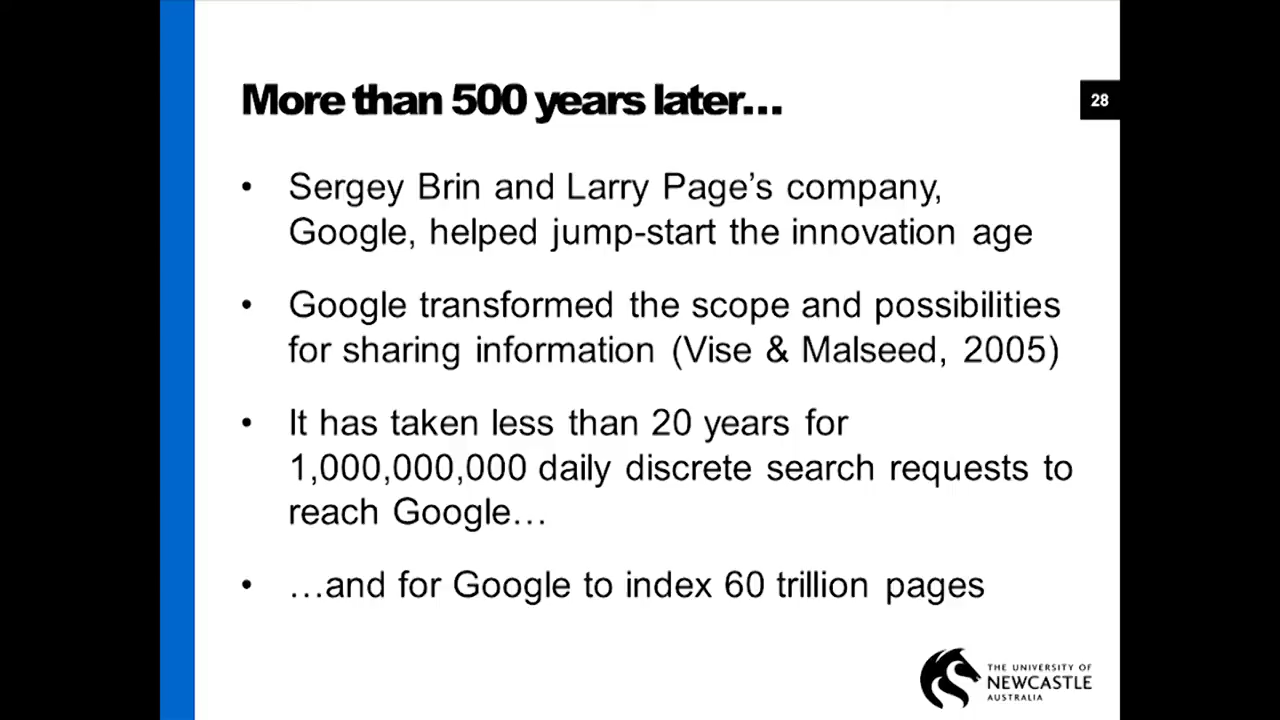 More than 500 years later…
28
• Sergey Brin and Larry Page’s company,
Google, helped jump-start the innovation age
• Google transformed the scope and possibilities
for sharing information (Vise & Malseed, 2005)
• It has taken less than 20 years for
1,000,000,000 daily discrete search requests to
reach Google…
• …and for Google to index 60 trillion pages
THE UNIVERSITY OF
NEWCASTLE
AUSTRALIA